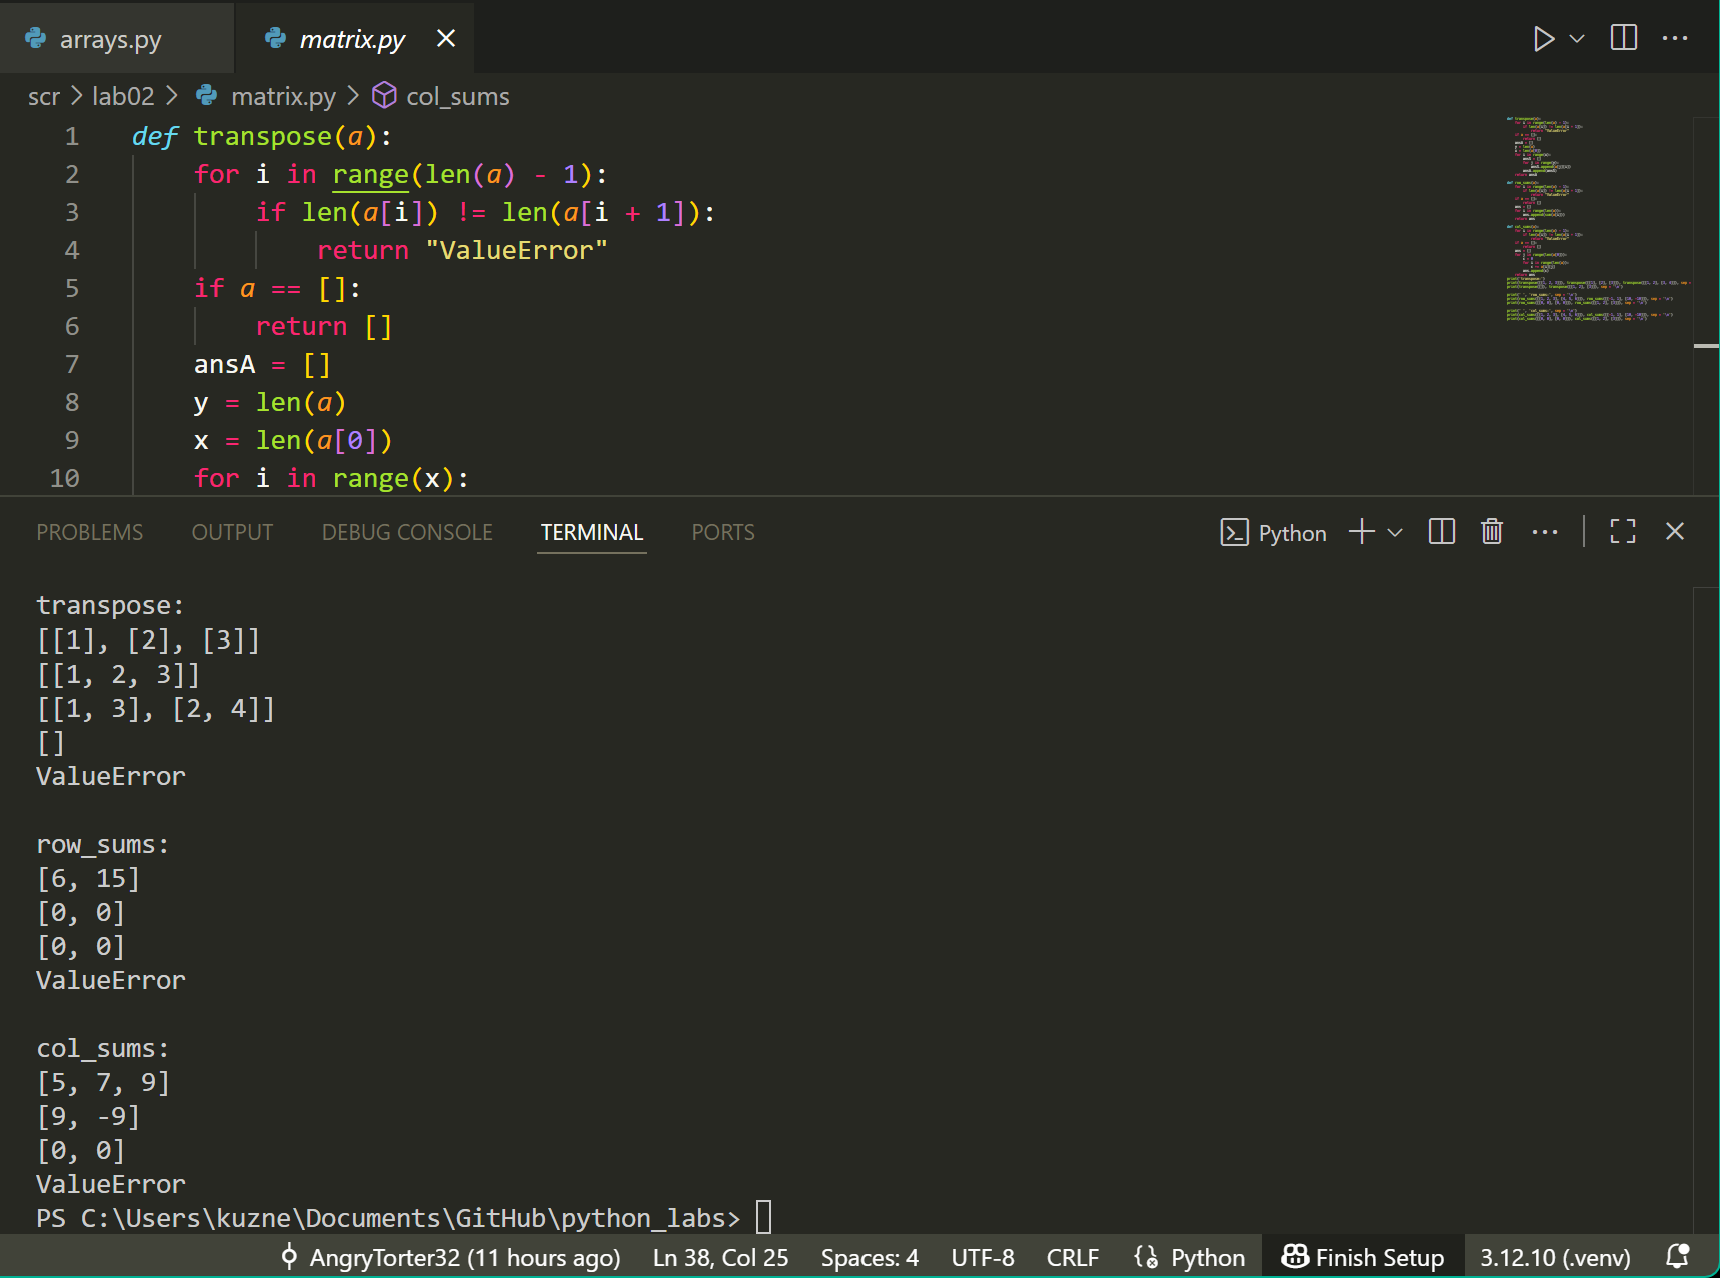 arrays.py
matrix.py
scr > lab02 > matrix.py > col_sums
1 def transpose(a):
2 for i in range(len(a) - 1):
3 if len(a[i]) != len(a[i + 1]):
4 return "ValueError"
5 if a == []:
6 return []
7 ansA = []
8 y = len(a)
9 x = len(a[0])
10 for i in range(x):
PROBLEMS OUTPUT DEBUG CONSOLE TERMINAL PORTS
Python
transpose:
[[1], [2], [3]]
[[1, 2, 3]]
[[1, 3], [2, 4]]
[]
ValueError
row_sums:
[6, 15]
[0, 0]
[0, 0]
ValueError
col_sums:
[5, 7, 9]
[9, -9]
[0, 0]
ValueError
PS C:\Users\kuzne\Documents\GitHub\python_labs>
AngryTorter32 (11 hours ago) Ln 38, Col 25 Spaces: 4 UTF-8 CRLF Python Finish Setup 3.12.10 (.venv)